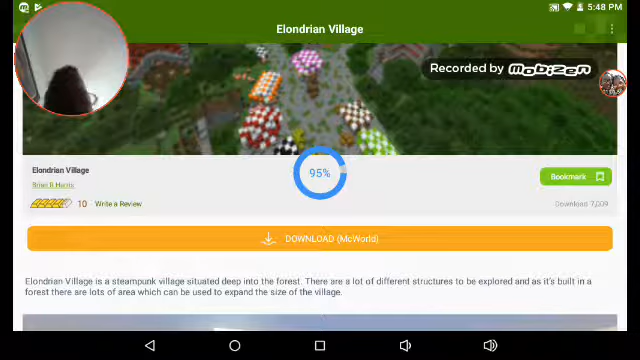 5:48 PM
Elondrian Village
Recorded by mobizen
95%
Elondrian Village
Brian B Harris
Bookmark
10 Write a Review
Download 7,009
DOWNLOAD (McWorld)
Elondrian Village is a steampunk village situated deep into the forest. There are a lot of different structures to be explored and as it's built in a
forest there are lots of area which can be used to expand the size of the village.